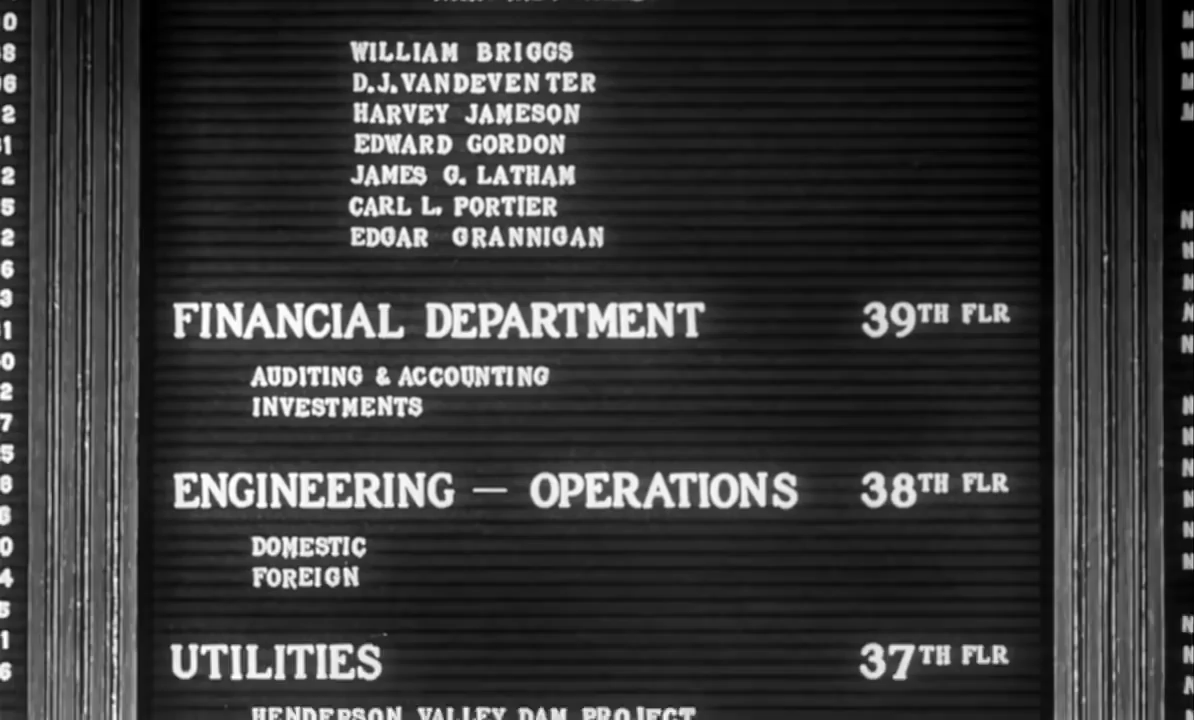 WILLIAM BRIGGS
D.J. VANDEVENTER
HARVEY JAMESON
EDWARD GORDON
JAMES G. LATHAM
CARL L. PORTIER
EDGAR GRANNIGAN
FINANCIAL DEPARTMENT 39TH FLR
AUDITING & ACCOUNTING
INVESTMENTS
ENGINEERING — OPERATIONS 38TH FLR
DOMESTIC
FOREIGN
UTILITIES 37TH FLR
HENDERSON VALLEY DAM PROJECT